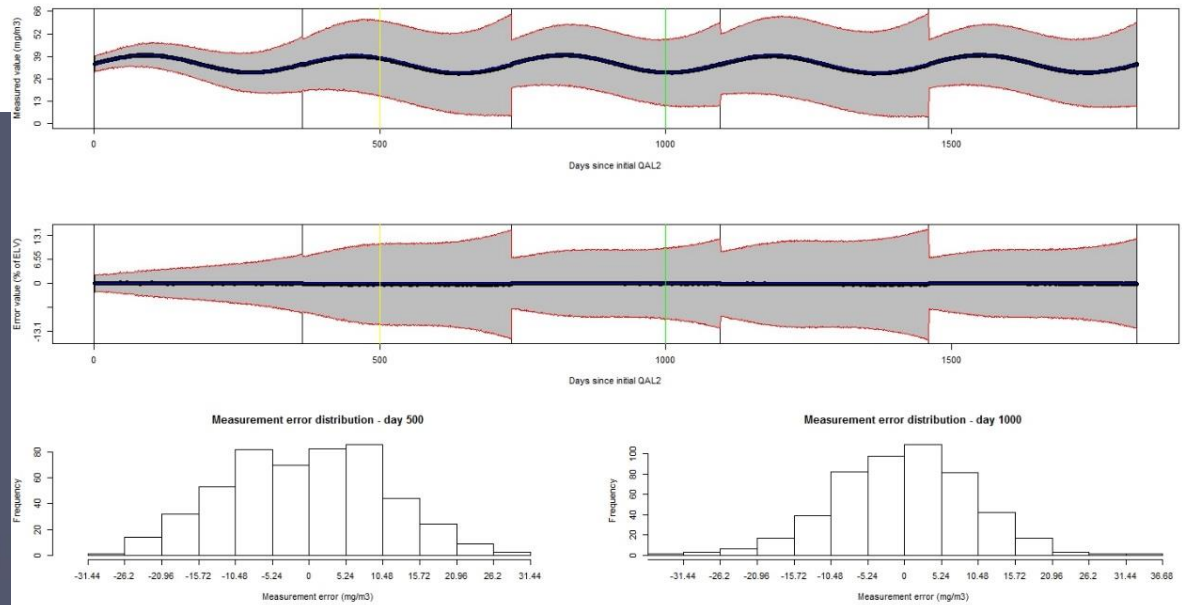 Measured value (mg/m3)
66
52
39
26
13
0
0 500 1000 1500
Days since initial QAL2
Error value (% of ELV)
13.1
6.55
0
-13.1
0 500 1000 1500
Days since initial QAL2
Measurement error distribution - day 500
Frequency
80
60
40
20
0
-31.44 -26.2 -20.96 -15.72 -10.48 -5.24 0 5.24 10.48 15.72 20.96 26.2 31.44
Measurement error (mg/m3)
Measurement error distribution - day 1000
Frequency
100
80
60
40
20
0
-31.44 -26.2 -20.96 -15.72 -10.48 -5.24 0 5.24 10.48 15.72 20.96 26.2 31.44 36.68
Measurement error (mg/m3)